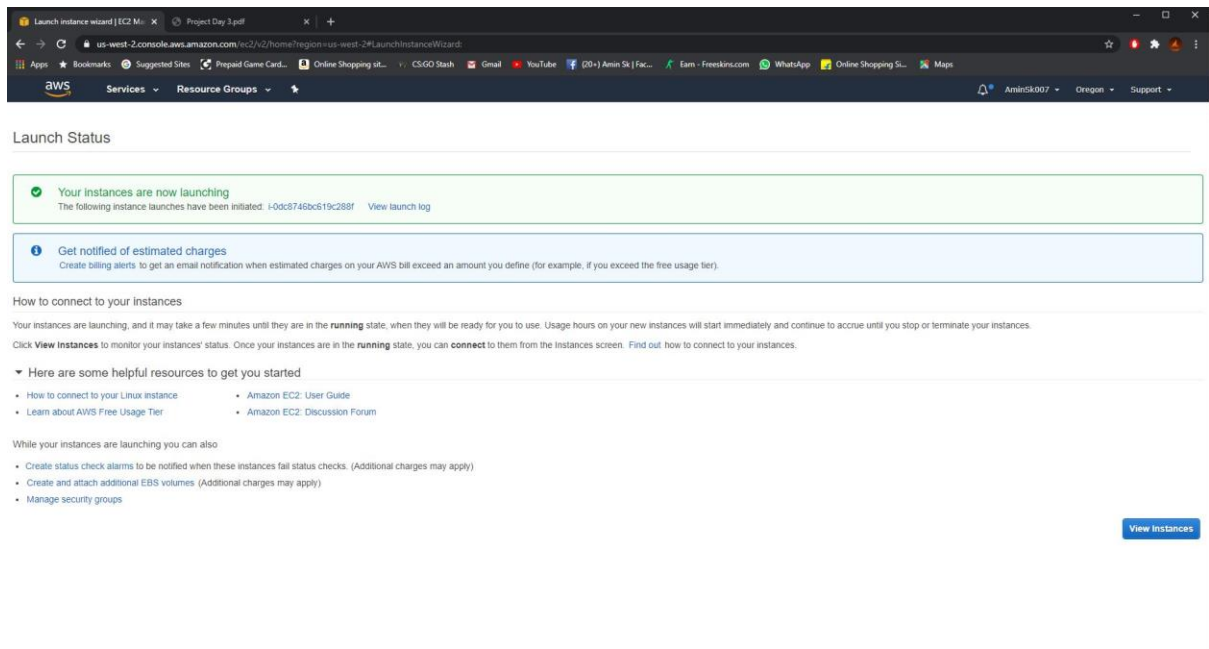 Launch instance wizard | EC2 Ma
Project Day 3.pdf
us-west-2.console.aws.amazon.com/ec2/v2/home?region=us-west-2#LaunchInstanceWizard:
Apps Bookmarks Suggested Sites Prepaid Game Card... Online Shopping sit... CS:GO Stash Gmail YouTube (20+) Amin Sk | Fac... Earn - Freeskins.com WhatsApp Online Shopping Si... Maps
aws Services Resource Groups AminSk007 Oregon Support
Launch Status
Your instances are now launching
The following instance launches have been initiated: i-0dc8746bc619c288f View launch log
Get notified of estimated charges
Create billing alerts to get an email notification when estimated charges on your AWS bill exceed an amount you define (for example, if you exceed the free usage tier).
How to connect to your instances
Your instances are launching, and it may take a few minutes until they are in the running state, when they will be ready for you to use. Usage hours on your new instances will start immediately and continue to accrue until you stop or terminate your instances.
Click View Instances to monitor your instances' status. Once your instances are in the running state, you can connect to them from the Instances screen. Find out how to connect to your instances.
Here are some helpful resources to get you started
• How to connect to your Linux instance
• Learn about AWS Free Usage Tier
• Amazon EC2: User Guide
• Amazon EC2: Discussion Forum
While your instances are launching you can also
• Create status check alarms to be notified when these instances fail status checks. (Additional charges may apply)
• Create and attach additional EBS volumes (Additional charges may apply)
• Manage security groups
View Instances